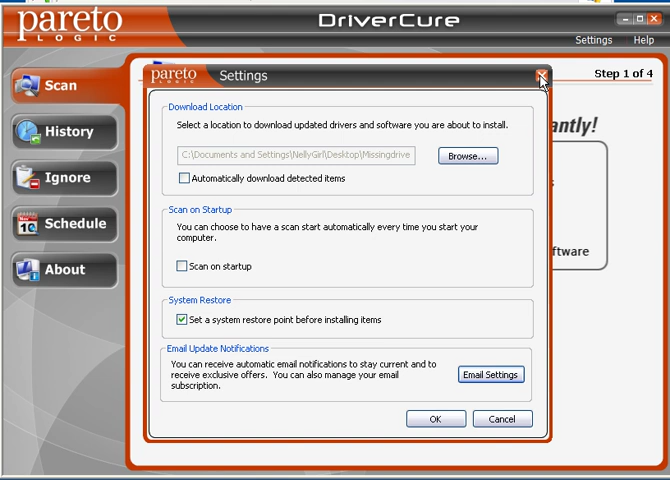 pareto
LOGIC
DriverCure
Settings
Help
Scan
History
Ignore
Schedule
About
Step 1 of 4
antly!
s
ftware
pareto
LOGIC
Settings
Download Location
Select a location to download updated drivers and software you are about to install.
C:\Documents and Settings\NellyGirl\Desktop\Missingdrive
Browse...
Automatically download detected items
Scan on Startup
You can choose to have a scan start automatically every time you start your
computer.
Scan on startup
System Restore
Set a system restore point before installing items
Email Update Notifications
You can receive automatic email notifications to stay current and to
receive exclusive offers. You can also manage your email
subscription.
Email Settings
OK
Cancel